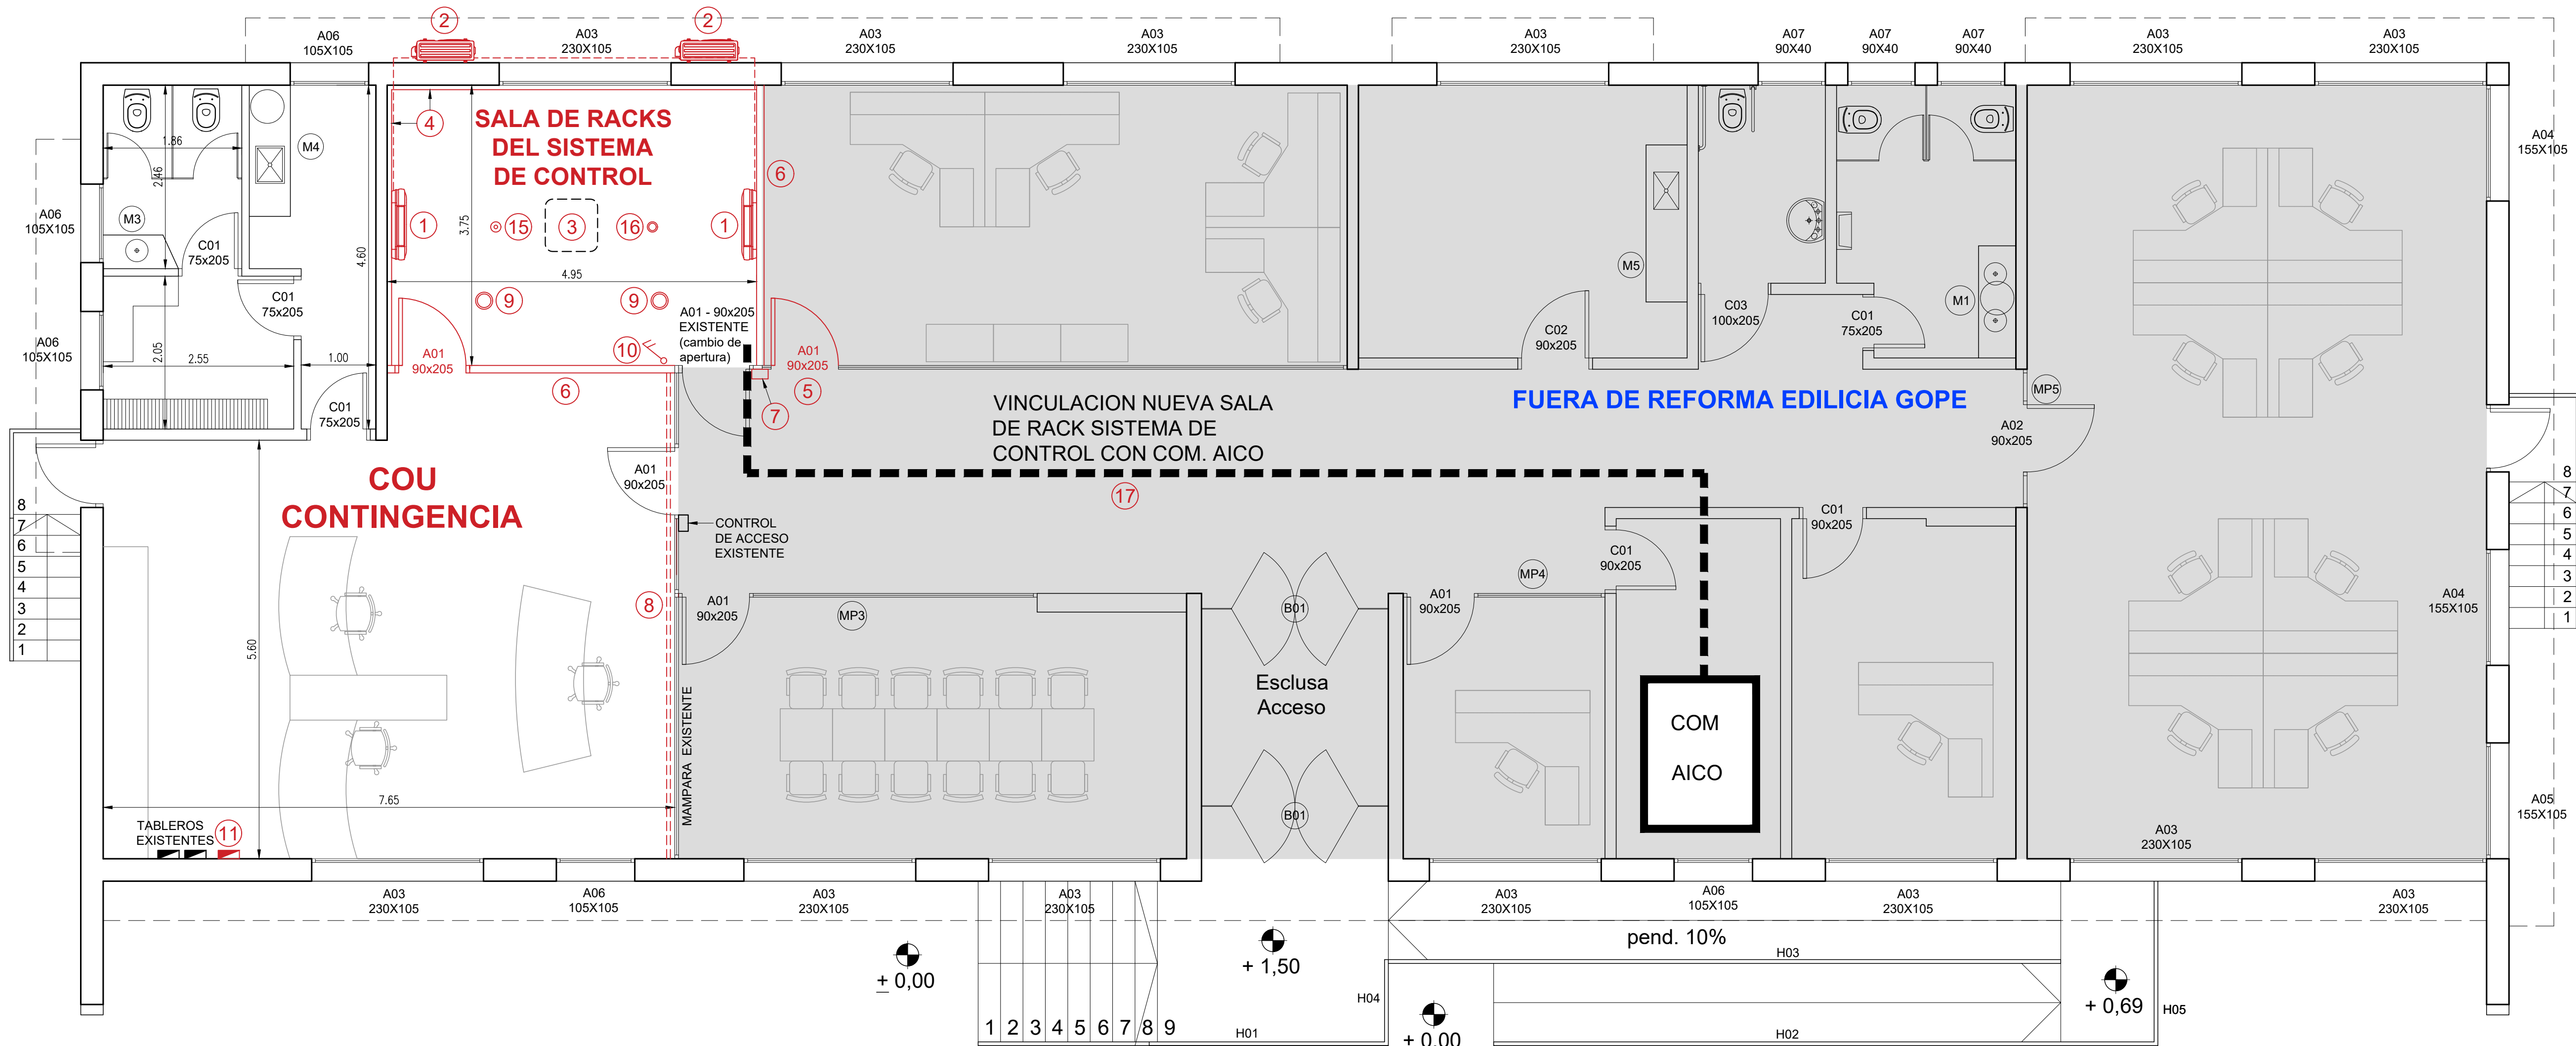 2
2
A06
105X105
A03
230X105
A03
230X105
A03
230X105
A03
230X105
A07
90X40
A07
90X40
A07
90X40
A03
230X105
A03
230X105
SALA DE RACKS
DEL SISTEMA
DE CONTROL
4
6
1.86
2.46
M4
M3
A06
105X105
C01
75x205
3.75
4.60
1
15
3
16
1
4.95
9
9
C01
75x205
A06
105X105
2.05
2.55
1.00
C01
75x205
A01
90x205
10
A01 - 90x205
EXISTENTE
(cambio de
apertura)
A01
90x205
5
7
6
M5
M1
C02
90x205
C03
100x205
C01
75x205
A04
155X105
VINCULACION NUEVA SALA
DE RACK SISTEMA DE
CONTROL CON COM. AICO
17
FUERA DE REFORMA EDILICIA GOPE
MP5
A02
90x205
COU
CONTINGENCIA
A01
90x205
CONTROL
DE ACCESO
EXISTENTE
8
7
6
5
4
3
2
1
8
7
6
5
4
3
2
1
C01
90x205
C01
90x205
MP4
8
A01
90x205
MP3
B01
A01
90x205
A04
155X105
5.60
Esclusa
Acceso
MAMPARA EXISTENTE
COM
AICO
7.65
B01
TABLEROS
EXISTENTES
11
A05
155X105
A03
230X105
A03
230X105
A06
105X105
A03
230X105
A03
230X105
A03
230X105
A06
105X105
A03
230X105
A03
230X105
pend. 10%
H03
+ 0,00
+ 1,50
+ 0,69
H04
H05
1 2 3 4 5 6 7 8 9
H01
+ 0,00
H02